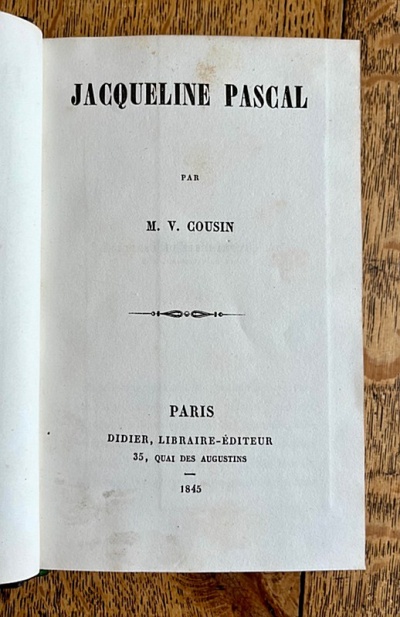 JACQUELINE PASCAL
PAR
M. V. COUSIN
PARIS
DIDIER, LIBRAIRE-ÉDITEUR
35, QUAI DES AUGUSTINS
1845